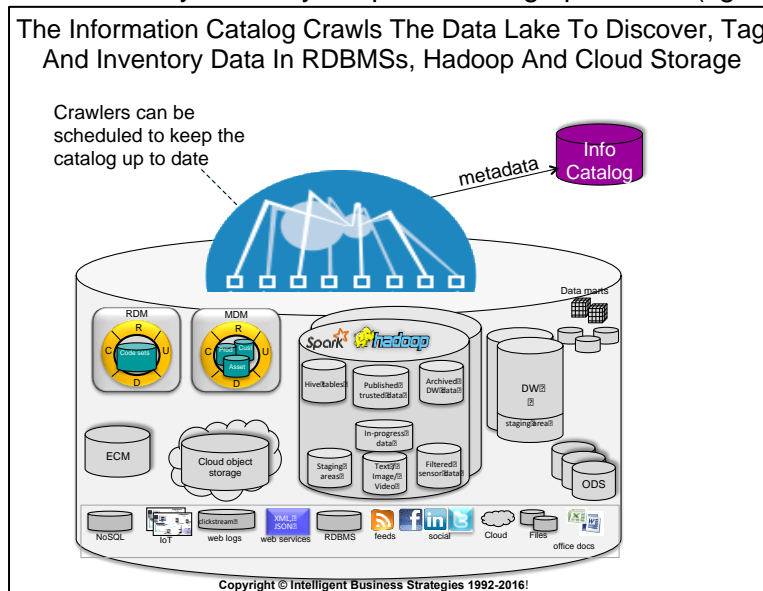 The Information Catalog Crawls The Data Lake To Discover, Tag
And Inventory Data In RDBMSs, Hadoop And Cloud Storage
Crawlers can be
scheduled to keep the
catalog up to date
metadata
Info
Catalog
Data marts
RDM
R
C
U
D
Code sets
MDM
R
C
U
D
Prod
Cust
Asset
Spark
hadoop
Hive tables
Published
trusted data
Archived
DW data
In-progress
data
Staging
areas
Text/
Image/
Video
Filtered
sensor data
DW
staging area
ECM
Cloud object
storage
ODS
NoSQL
IoT
clickstream
web logs
XML,
JSON
web services
RDBMS
feeds
f
in
social
Cloud
Files
office docs
Copyright © Intelligent Business Strategies 1992-2016!